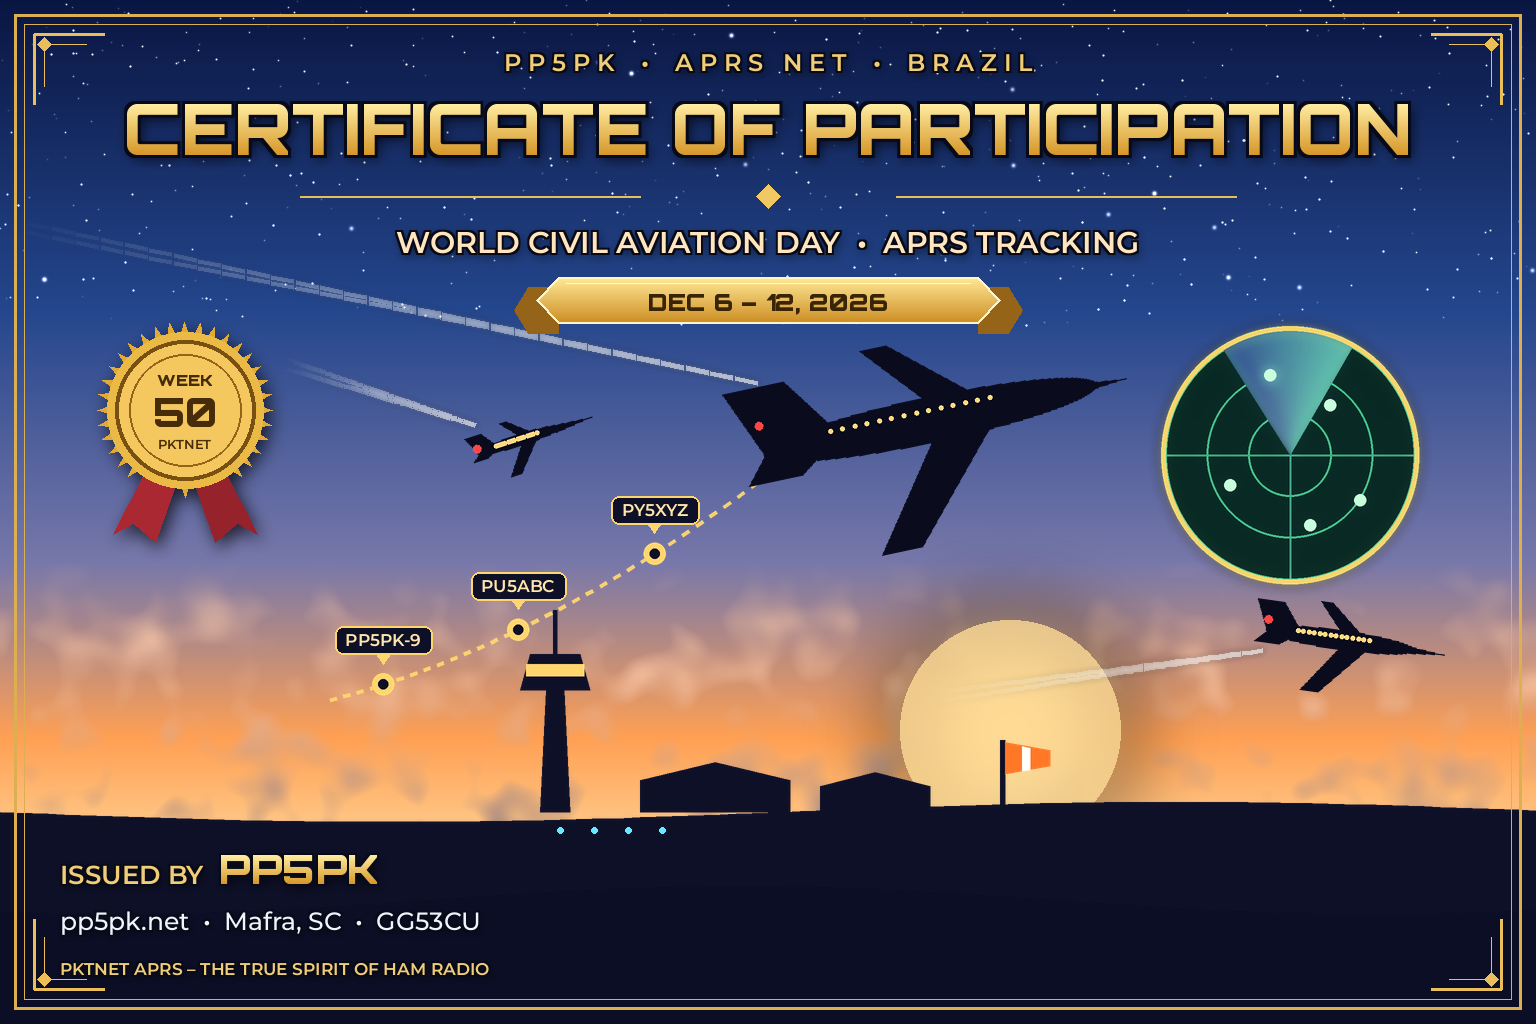 PP5PK • APRS NET • BRAZIL
CERTIFICATE OF PARTICIPATION
WORLD CIVIL AVIATION DAY • APRS TRACKING
DEC 6 – 12, 2026
WEEK
50
PKTNET
PY5XYZ
PU5ABC
PP5PK-9
ISSUED BY PP5PK
pp5pk.net • Mafra, SC • GG53CU
PKTNET APRS – THE TRUE SPIRIT OF HAM RADIO